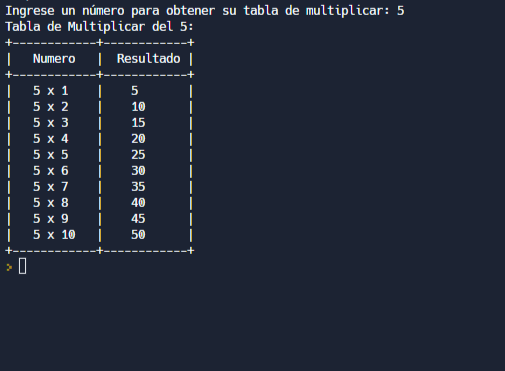 Ingrese un número para obtener su tabla de multiplicar: 5
Tabla de Multiplicar del 5:
+------------+------------+
|   Numero   |  Resultado |
+------------+------------+
|   5 x 1    |    5       |
|   5 x 2    |    10      |
|   5 x 3    |    15      |
|   5 x 4    |    20      |
|   5 x 5    |    25      |
|   5 x 6    |    30      |
|   5 x 7    |    35      |
|   5 x 8    |    40      |
|   5 x 9    |    45      |
|   5 x 10   |    50      |
+------------+------------+
>